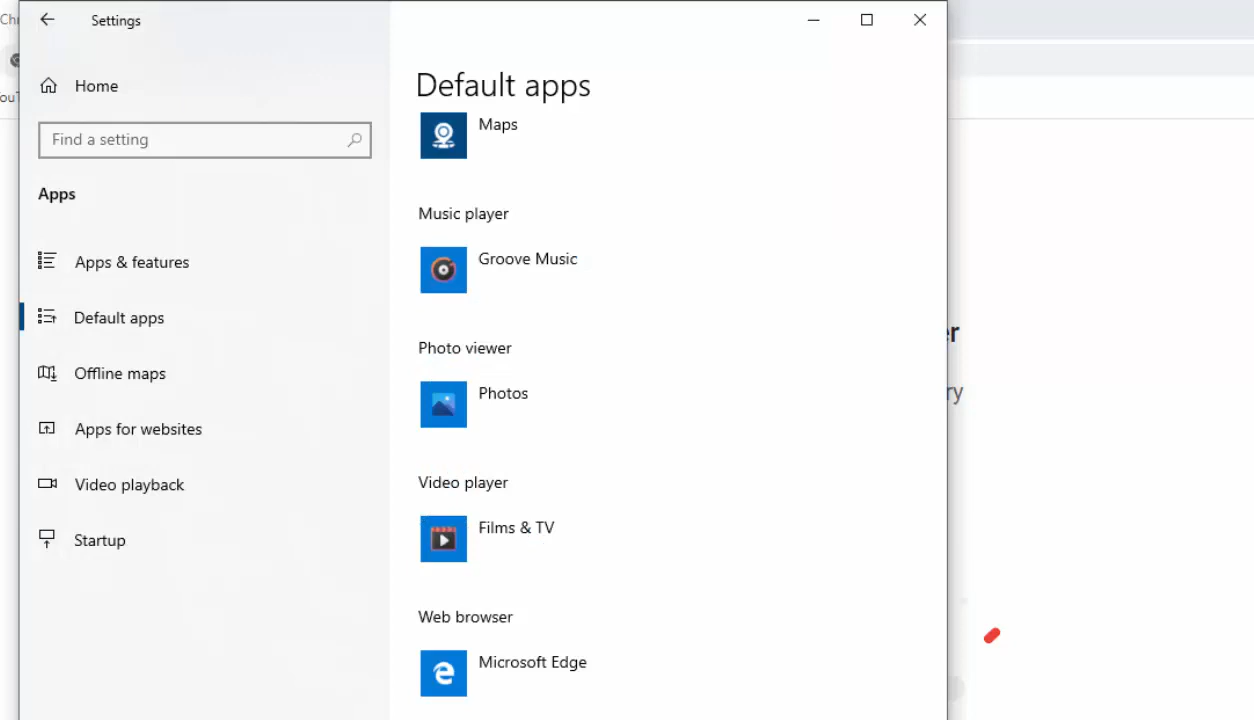 Settings
Home
Find a setting
Apps
Apps & features
Default apps
Offline maps
Apps for websites
Video playback
Startup
Default apps
Maps
Music player
Groove Music
Photo viewer
Photos
Video player
Films & TV
Web browser
Microsoft Edge